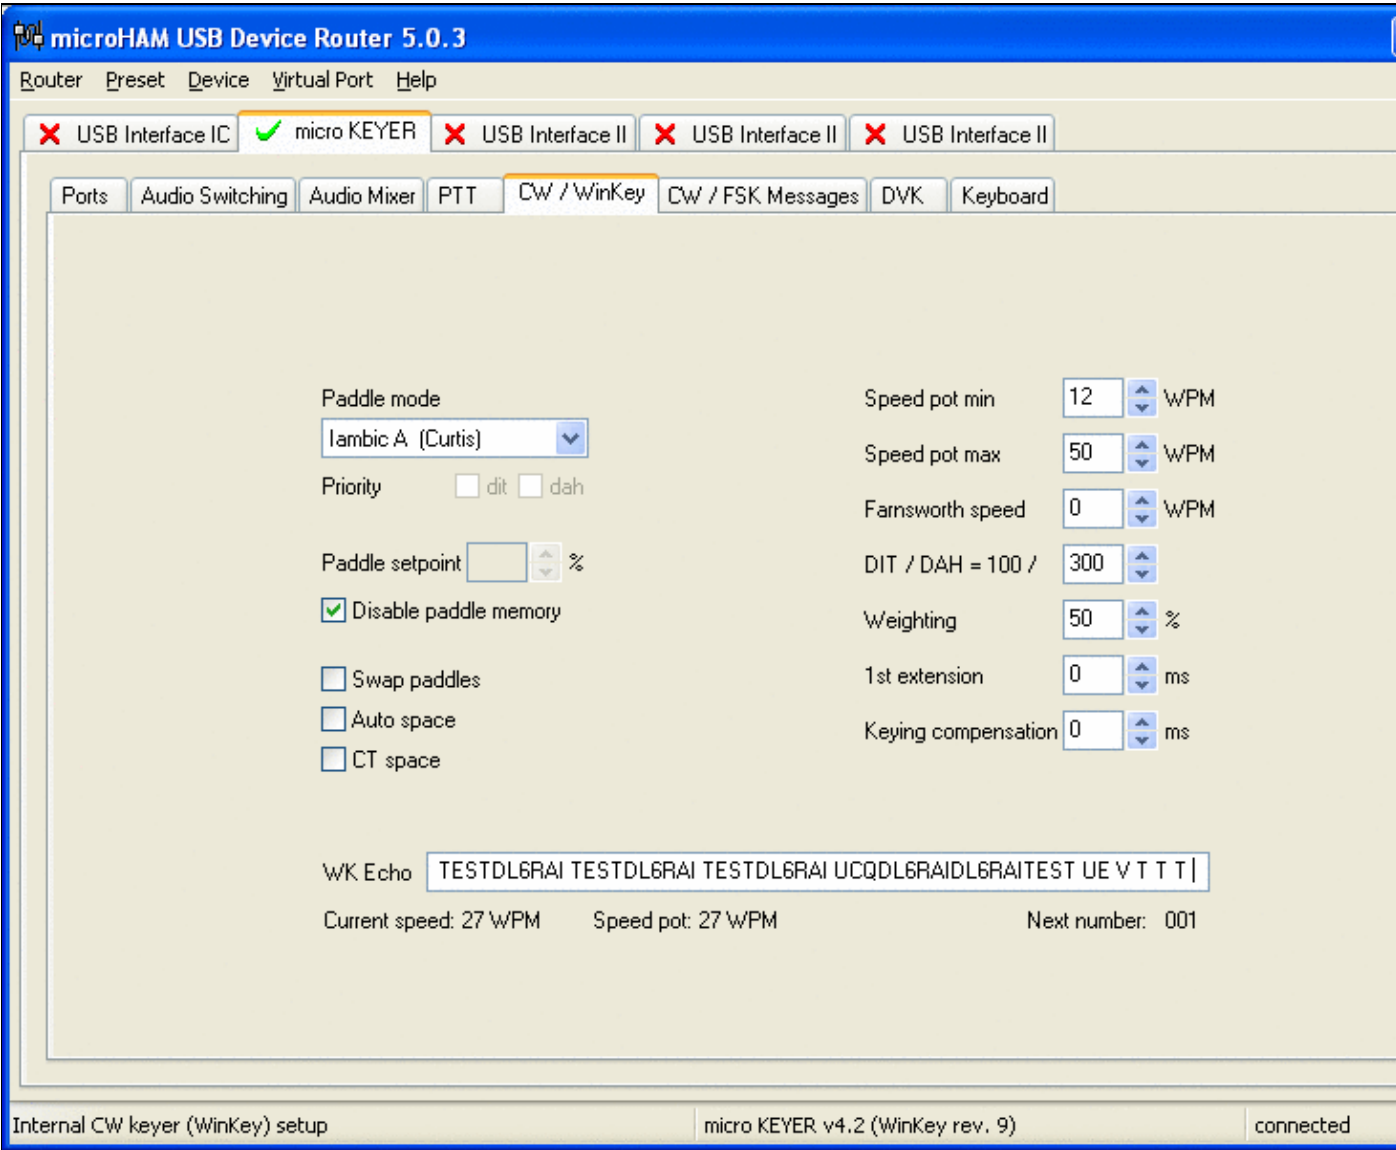 microHAM USB Device Router 5.0.3
Router Preset Device Virtual Port Help
USB Interface IC micro KEYER USB Interface II USB Interface II USB Interface II
Ports Audio Switching Audio Mixer PTT CW / WinKey CW / FSK Messages DVK Keyboard
Paddle mode
Iambic A (Curtis)
Priority dit dah
Paddle setpoint %
Disable paddle memory
Swap paddles
Auto space
CT space
Speed pot min 12 WPM
Speed pot max 50 WPM
Farnsworth speed 0 WPM
DIT / DAH = 100 / 300
Weighting 50 %
1st extension 0 ms
Keying compensation 0 ms
WK Echo TESTDL6RAI TESTDL6RAI TESTDL6RAI UCQDL6RAIDL6RAITEST UE V T T T
Current speed: 27 WPM Speed pot: 27 WPM Next number: 001
Internal CW keyer (WinKey) setup micro KEYER v4.2 (WinKey rev. 9) connected